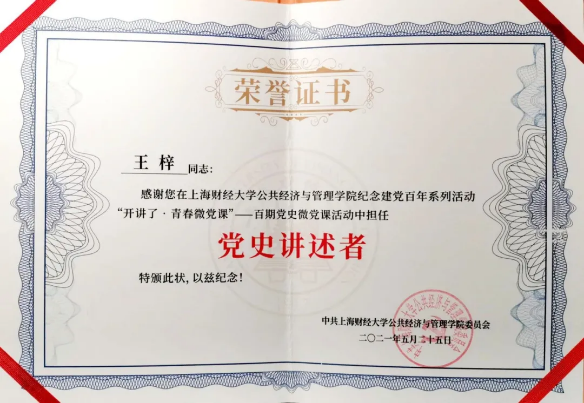 荣誉证书
王梓 同志:
感谢您在上海财经大学公共经济与管理学院纪念建党百年系列活动
“开讲了·青春微党课”——百期党史微党课活动中担任
党史讲述者
特颁此状,以兹纪念!
中共上海财经大学公共经济与管理学院委员会
二〇二一年五月二十五日